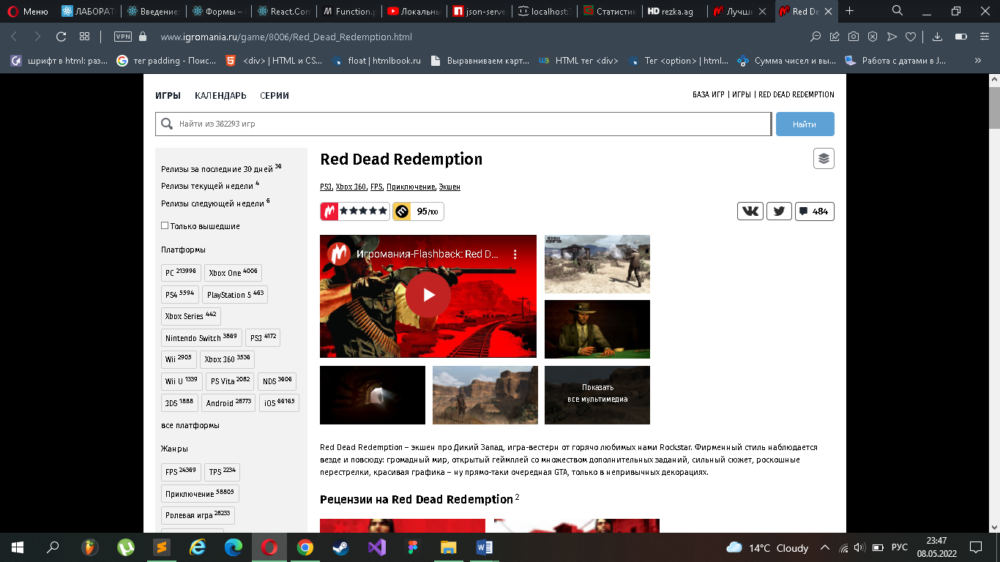 Меню
ЛАБОРАТ
Введение
Формы –
React.Con
Function.p
Локальны
json-serve
localhost:3
Статистик
HD rezka.ag
Лучши
Red De
VPN
www.igromania.ru/game/8006/Red_Dead_Redemption.html
шрифт в html: раз...
тег padding - Поис...
<div> | HTML и CS...
float | htmlbook.ru
Выравниваем карт...
HTML тег <div>
Тег <option> | html...
Сумма чисел и вы...
Работа с датами в J...
ИГРЫ КАЛЕНДАРЬ СЕРИИ
БАЗА ИГР | ИГРЫ | RED DEAD REDEMPTION
Найти из 382293 игр
Найти
Релизы за последние 30 дней 36
Релизы текущей недели 4
Релизы следующей недели 6
Только вышедшие
Платформы
PC 213996 Xbox One 4006
PS4 5594 PlayStation 5 463
Xbox Series 442
Nintendo Switch 3869 PS3 4172
Wii 2905 Xbox 360 3536
Wii U 1339 PS Vita 2082 NDS 3606
3DS 1888 Android 28773 iOS 66165
все платформы
Жанры
FPS 24369 TPS 2234
Приключение 58805
Ролевая игра 28233
Red Dead Redemption
PS3, Xbox 360, FPS, Приключение, Экшен
95/100
484
Игромания-Flashback: Red D...
RED DEAD
REDEMPTION
Показать
все мультимедиа
Red Dead Redemption – экшен про Дикий Запад, игра-вестерн от горячо любимых нами Rockstar. Фирменный стиль наблюдается
везде и повсюду: громадный мир, открытый геймплей со множеством дополнительных заданий, сильный сюжет, роскошные
перестрелки, красивая графика – ну прямо-таки очередная GTA, только в непривычных декорациях.
Рецензии на Red Dead Redemption 2
14°C Cloudy
РУС
23:47
08.05.2022